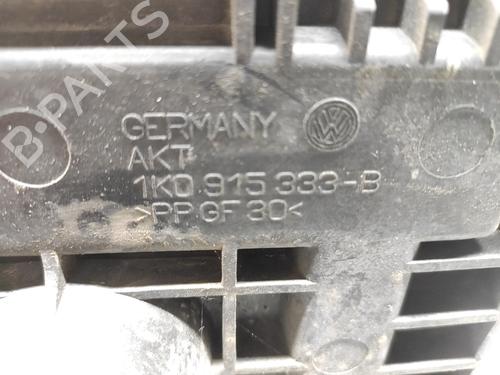 GERMANY
AKT
1K0 915 333-B
>PP GF 30<
B-PARTS